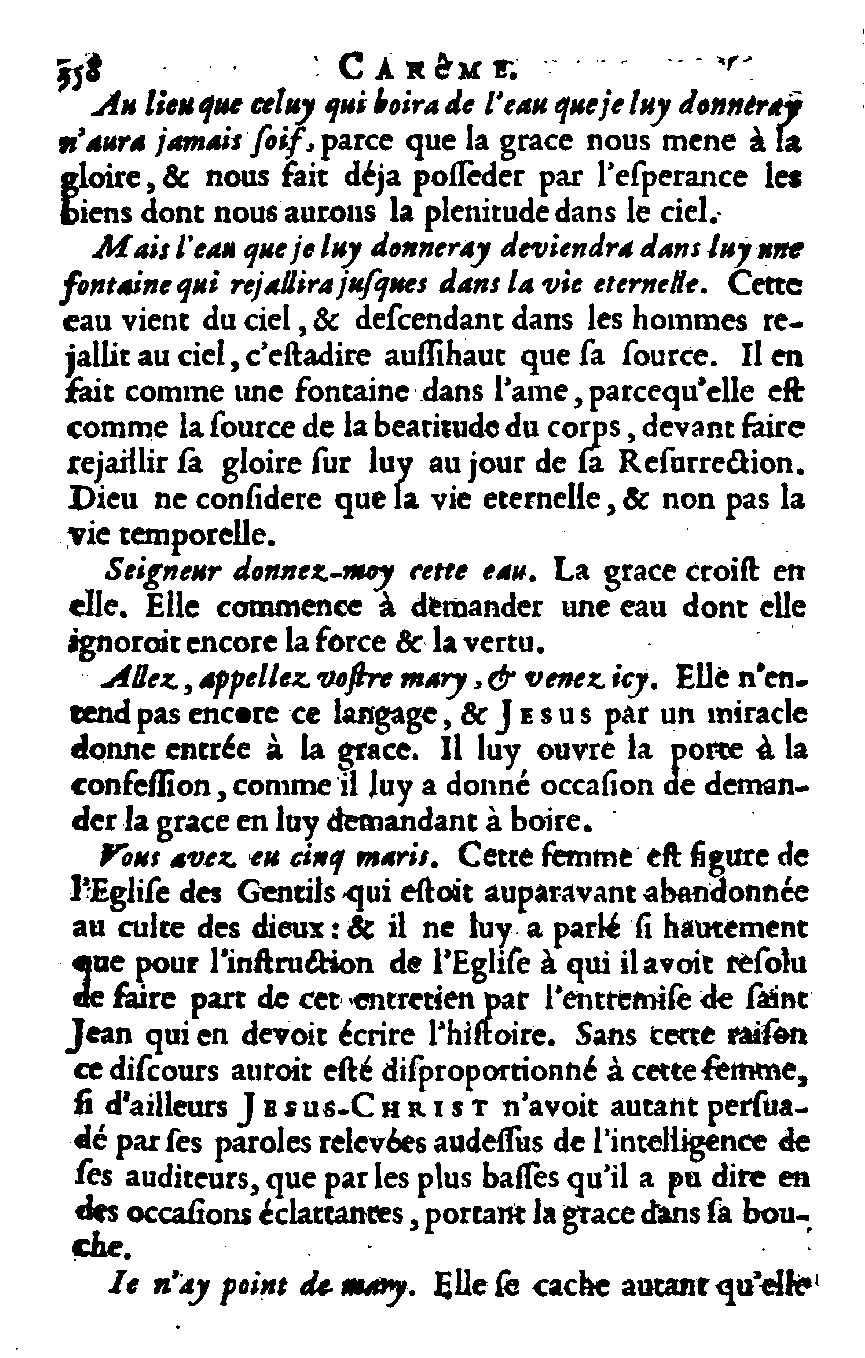 358 CARêME.
Au lieu que celuy qui boira de l'eau que je luy donneray
n'aura jamais ſoif, parce que la grace nous mene à la
gloire, & nous fait déja poſſeder par l'eſperance les
biens dont nous aurons la plenitude dans le ciel.
Mais l'eau que je luy donneray deviendra dans luy une
fontaine qui rejallira juſques dans la vie eternelle. Cette
eau vient du ciel, & deſcendant dans les hommes re-
jallit au ciel, c'eſtadire auſſihaut que ſa ſource. Il en
fait comme une fontaine dans l'ame, parcequ'elle eſt
comme la ſource de la beatitude du corps, devant faire
rejaillir ſa gloire ſur luy au jour de ſa Reſurrection.
Dieu ne conſidere que la vie eternelle, & non pas la
vie temporelle.
Seigneur donnez-moy cette eau. La grace croiſt en
elle. Elle commence à demander une eau dont elle
ignoroit encore la force & la vertu.
Allez, appellez voſtre mary, & venez icy. Elle n'en-
tend pas encore ce langage, & JESUS par un miracle
donne entrée à la grace. Il luy ouvre la porte à la
confeſſion, comme il luy a donné occaſion de deman-
der la grace en luy demandant à boire.
Vous avez eu cinq maris. Cette femme eſt figure de
l'Egliſe des Gentils qui eſtoit auparavant abandonnée
au culte des dieux : & il ne luy a parlé ſi hautement
que pour l'inſtruction de l'Egliſe à qui il avoit reſolu
de faire part de cet entretien par l'entremiſe de ſaint
Jean qui en devoit écrire l'hiſtoire. Sans cette raiſon
ce diſcours auroit eſté diſproportionné à cette femme,
ſi d'ailleurs JESUS-CHRIST n'avoit autant perſua-
dé par ſes paroles relevées audeſſus de l'intelligence de
ſes auditeurs, que par les plus baſſes qu'il a pu dire en
des occaſions éclattantes, portant la grace dans ſa bou-
che.
Ie n'ay point de mary. Elle ſe cache autant qu'elle